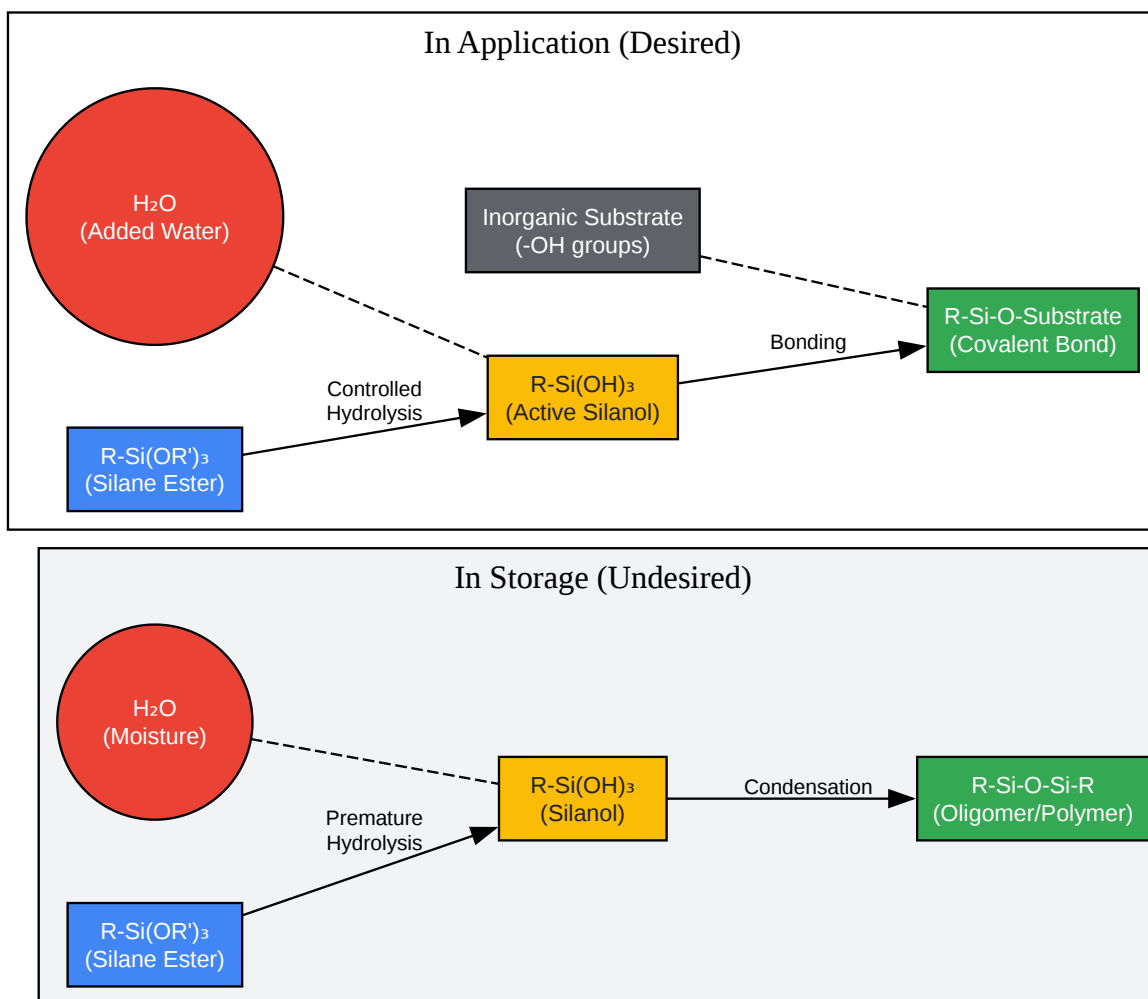 In Application (Desired)
H₂O
(Added Water)
Inorganic Substrate
(-OH groups)
R-Si-O-Substrate
(Covalent Bond)
Bonding
Controlled
Hydrolysis
R-Si(OH)₃
(Active Silanol)
R-Si(OR')₃
(Silane Ester)
In Storage (Undesired)
H₂O
(Moisture)
R-Si(OH)₃
(Silanol)
Condensation
R-Si-O-Si-R
(Oligomer/Polymer)
Premature
Hydrolysis
R-Si(OR')₃
(Silane Ester)